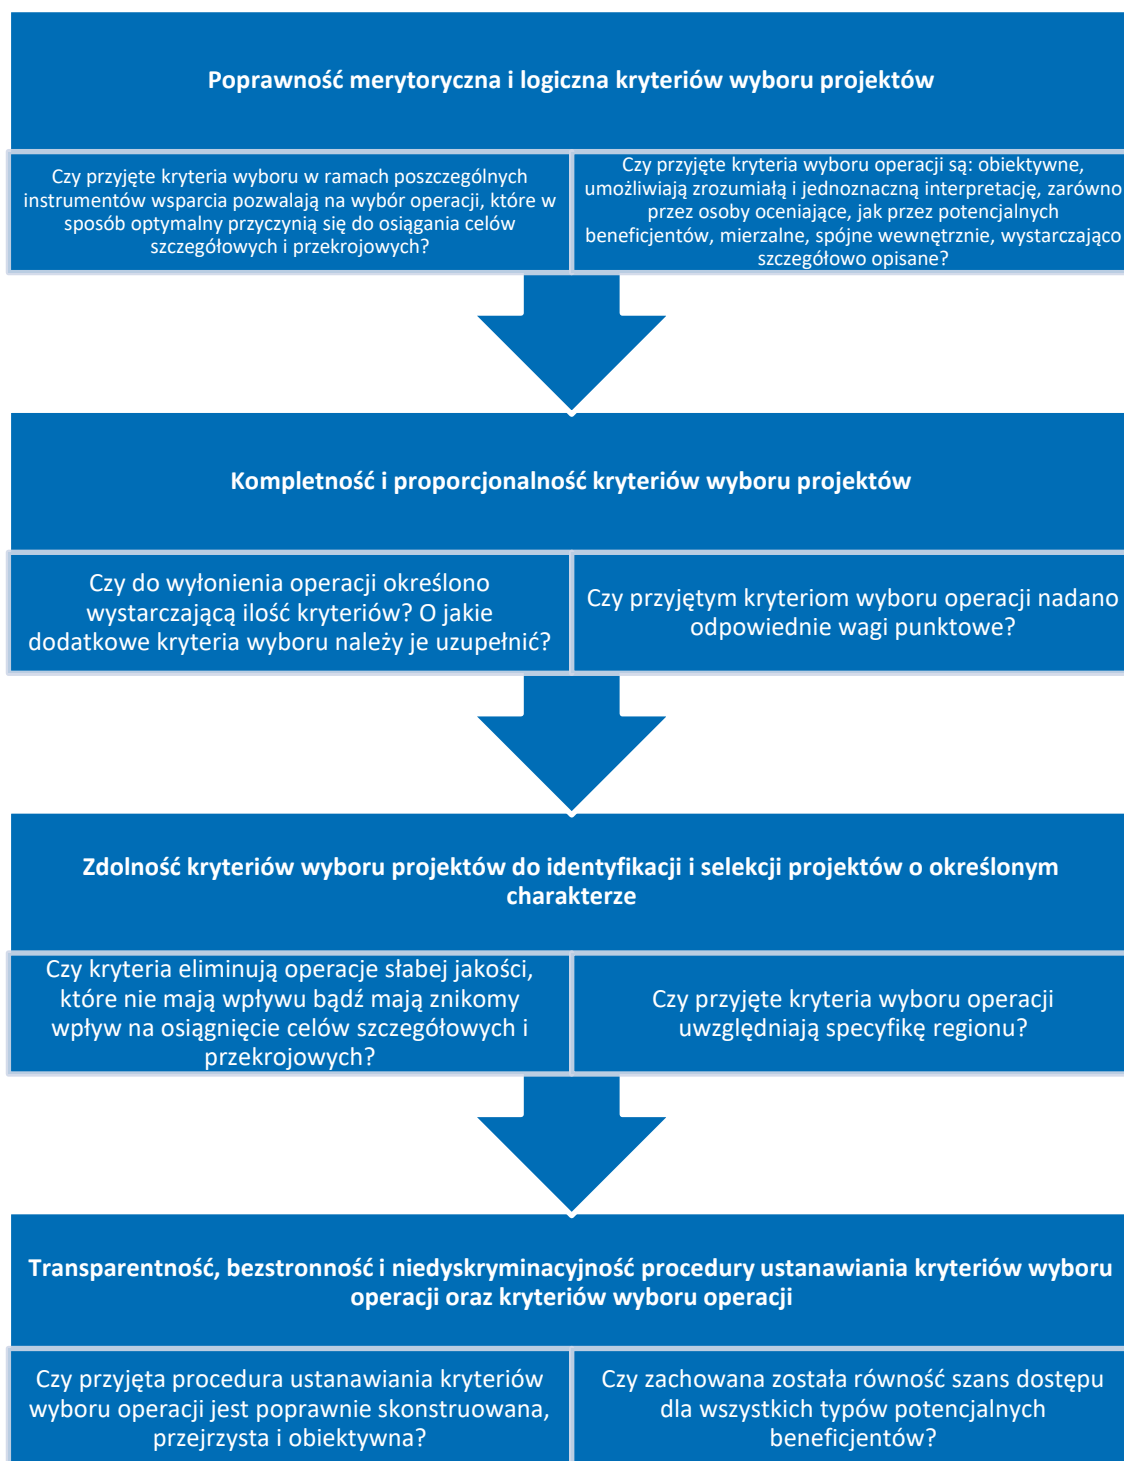 Poprawność merytoryczna i logiczna kryteriów wyboru projektów
Czy przyjęte kryteria wyboru w ramach poszczególnych
instrumentów wsparcia pozwalają na wybór operacji, które w
sposób optymalny przyczynią się do osiągania celów
szczegółowych i przekrojowych?
Czy przyjęte kryteria wyboru operacji są: obiektywne,
umożliwiają zrozumiałą i jednoznaczną interpretację, zarówno
przez osoby oceniające, jak przez potencjalnych
beneficjentów, mierzalne, spójne wewnętrznie, wystarczająco
szczegółowo opisane?
Kompletność i proporcjonalność kryteriów wyboru projektów
Czy do wyłonienia operacji określono
wystarczającą ilość kryteriów? O jakie
dodatkowe kryteria wyboru należy je uzupełnić?
Czy przyjętym kryteriom wyboru operacji nadano
odpowiednie wagi punktowe?
Zdolność kryteriów wyboru projektów do identyfikacji i selekcji projektów o określonym
charakterze
Czy kryteria eliminują operacje słabej jakości,
które nie mają wpływu bądź mają znikomy
wpływ na osiągnięcie celów szczegółowych i
przekrojowych?
Czy przyjęte kryteria wyboru operacji
uwzględniają specyfikę regionu?
Transparentność, bezstronność i niedyskryminacyjność procedury ustanawiania kryteriów wyboru
operacji oraz kryteriów wyboru operacji
Czy przyjęta procedura ustanawiania kryteriów
wyboru operacji jest poprawnie skonstruowana,
przejrzysta i obiektywna?
Czy zachowana została równość szans dostępu
dla wszystkich typów potencjalnych
beneficjentów?